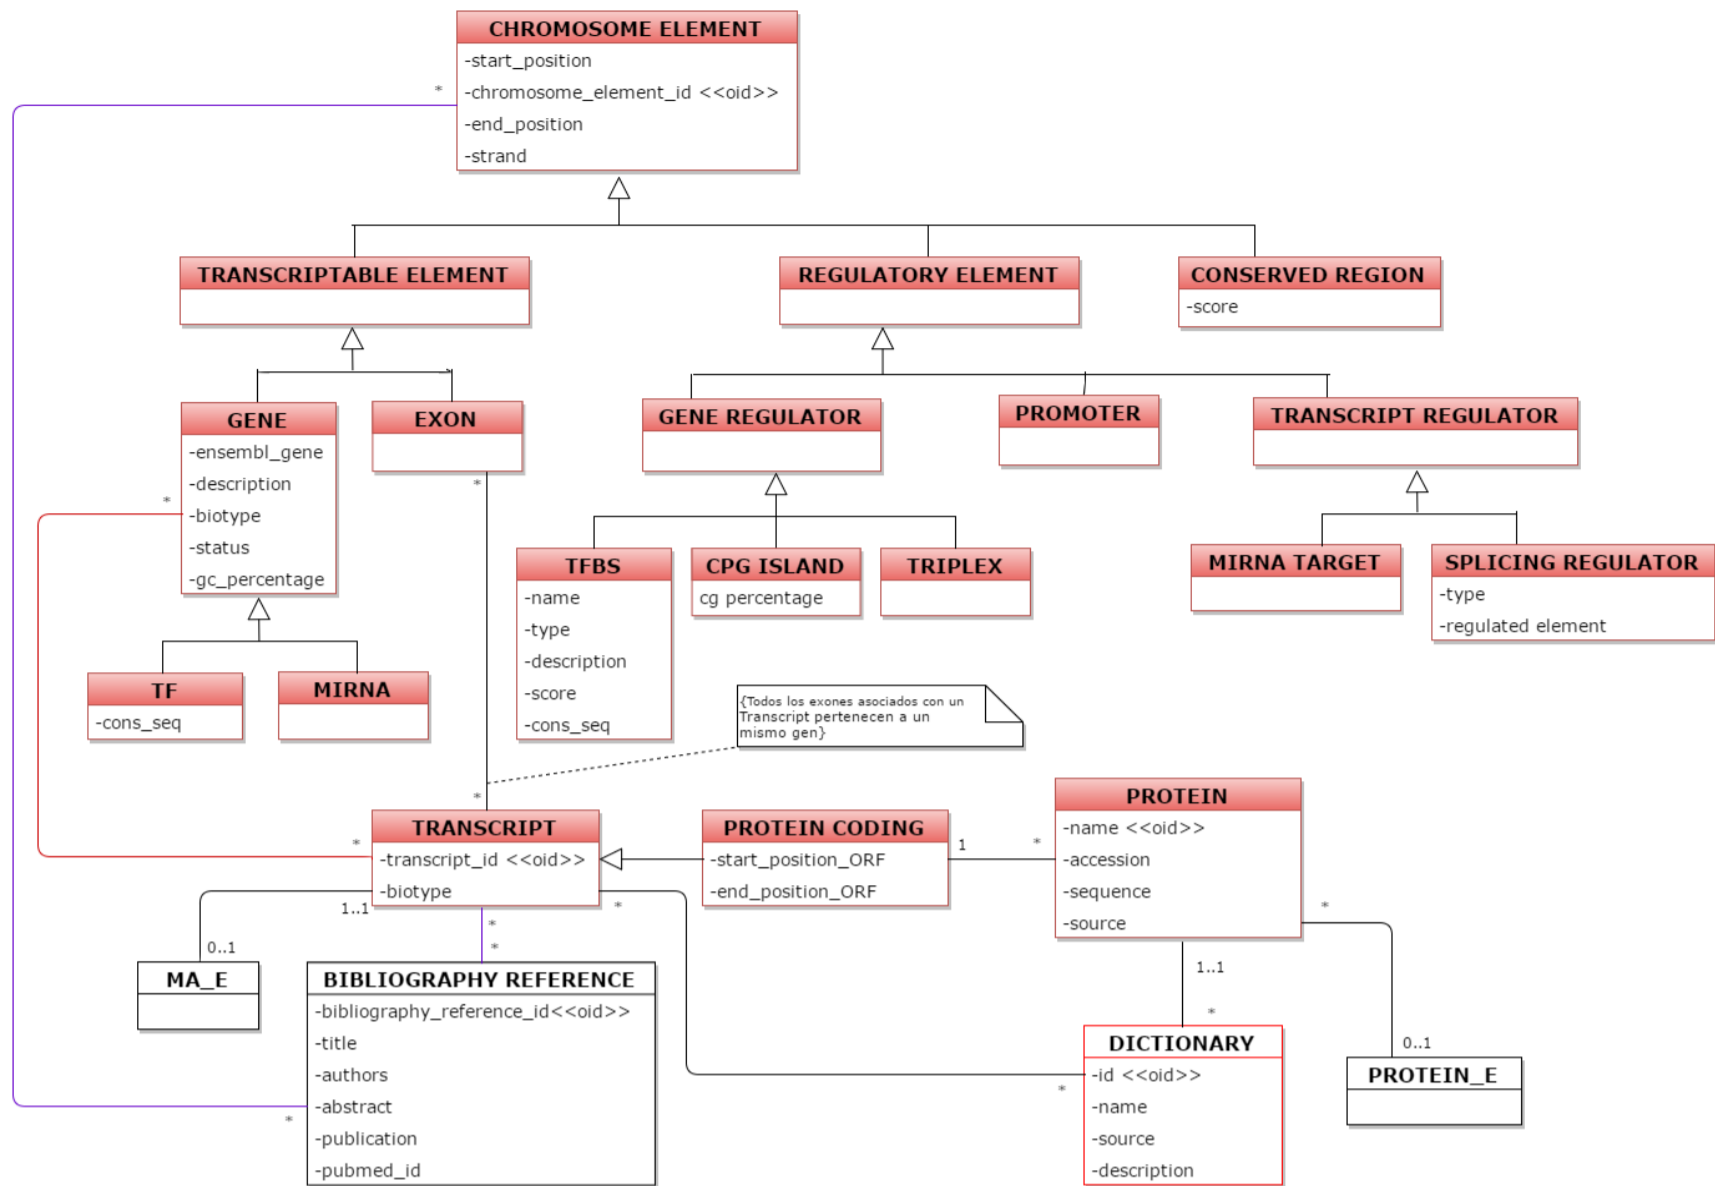 CHROMOSOME ELEMENT
-start_position
-chromosome_element_id <<oid>>
-end_position
-strand
*
TRANSCRIPTABLE ELEMENT
REGULATORY ELEMENT
CONSERVED REGION
-score
GENE
-ensembl_gene
-description
-biotype
-status
-gc_percentage
*
EXON
*
GENE REGULATOR
PROMOTER
TRANSCRIPT REGULATOR
TFBS
-name
-type
-description
-score
-cons_seq
CPG ISLAND
cg percentage
TRIPLEX
MIRNA TARGET
SPLICING REGULATOR
-type
-regulated element
TF
-cons_seq
MIRNA
{Todos los exones asociados con un
Transcript pertenecen a un
mismo gen}
*
*
TRANSCRIPT
-transcript_id <<oid>>
-biotype
PROTEIN CODING
-start_position_ORF
-end_position_ORF
1
*
PROTEIN
-name <<oid>>
-accession
-sequence
-source
1..1
*
*
*
0..1
*
1..1
*
MA_E
BIBLIOGRAPHY REFERENCE
-bibliography_reference_id<<oid>>
-title
-authors
-abstract
-publication
-pubmed_id
*
DICTIONARY
-id <<oid>>
-name
-source
-description
*
0..1
PROTEIN_E